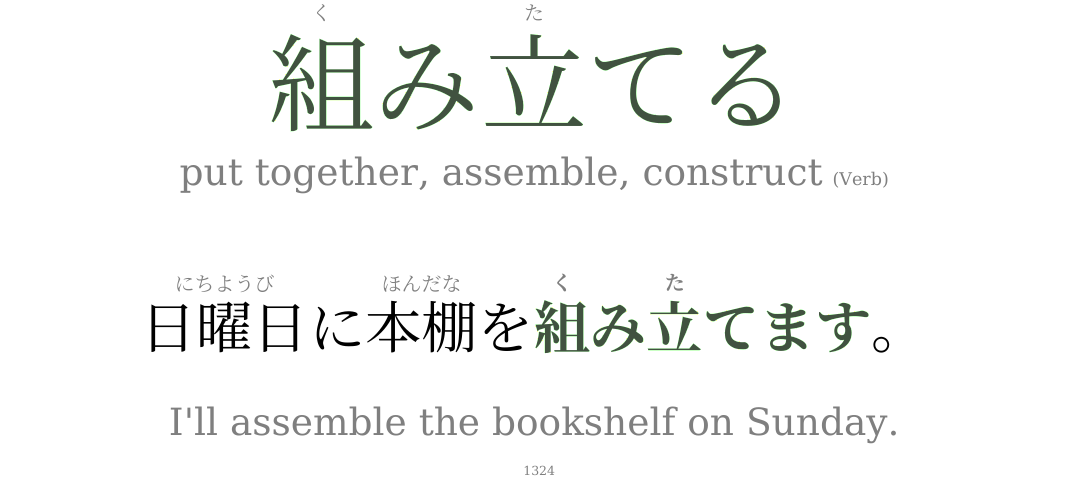 く た
組み立てる
put together, assemble, construct (Verb)
にちようび ほんだな く た
日曜日に本棚を組み立てます。
I'll assemble the bookshelf on Sunday.
1324